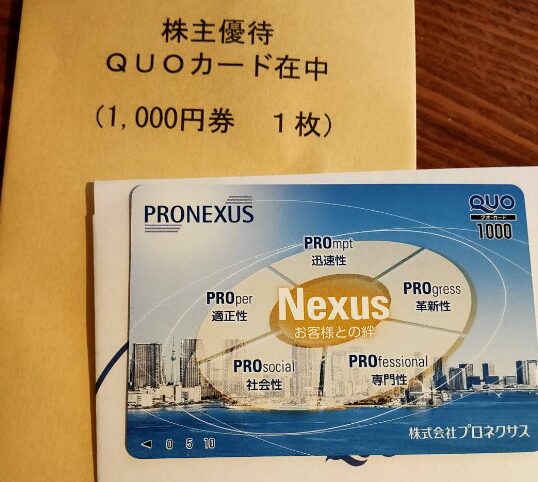 株主優待
QUOカード在中
(1,000円券 1枚)
PRONEXUS
QUO
クオ・カード
1000
PROmpt
迅速性
PROper
適正性
PROgress
革新性
Nexus
お客様との絆
PROsocial
社会性
PROfessional
専門性
◀ 0 5 10
株式会社プロネクサス